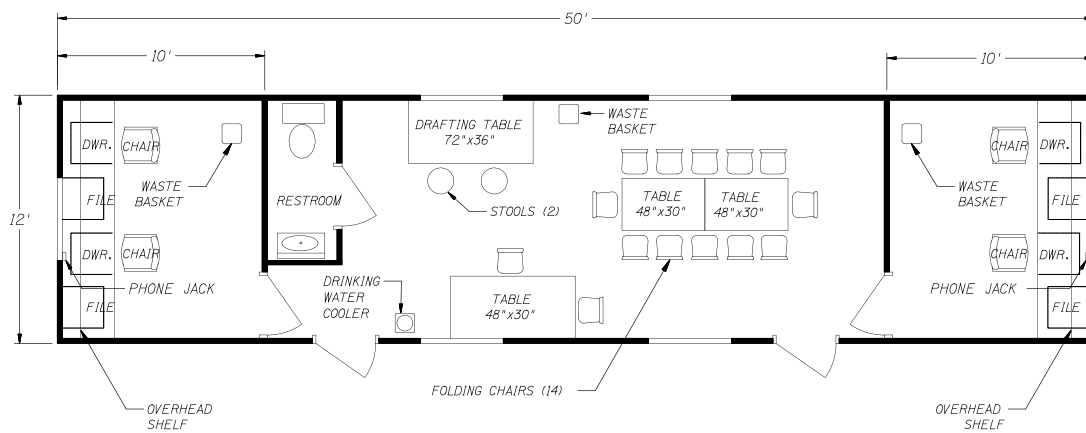 50'
10'
10'
12'
DWR.
CHAIR
FILE
WASTE
BASKET
DWR.
CHAIR
PHONE JACK
FILE
OVERHEAD
SHELF
RESTROOM
DRAFTING TABLE
72"x36"
WASTE
BASKET
STOOLS (2)
DRINKING
WATER
COOLER
TABLE
48"x30"
TABLE
48"x30"
TABLE
48"x30"
FOLDING CHAIRS (14)
CHAIR
DWR.
WASTE
BASKET
FILE
CHAIR
DWR.
PHONE JACK
FILE
OVERHEAD
SHELF